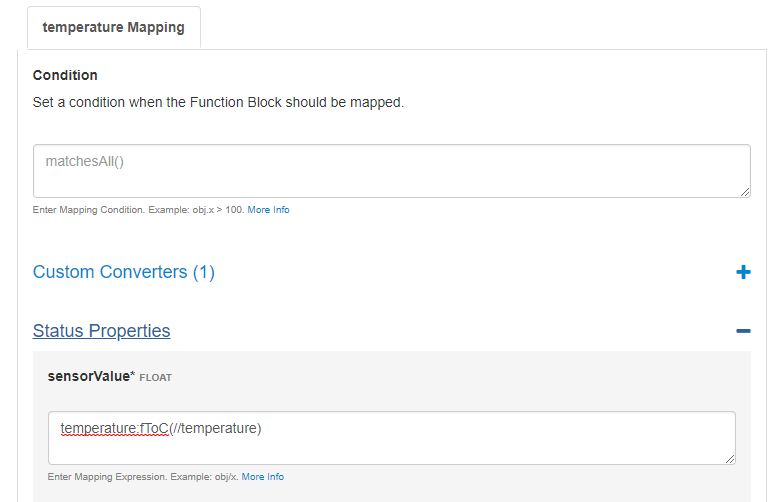 temperature Mapping
Condition
Set a condition when the Function Block should be mapped.
matchesAll()
Enter Mapping Condition. Example: obj.x > 100. More Info
Custom Converters (1)
Status Properties
sensorValue* FLOAT
temperature:fToC(//temperature)
Enter Mapping Expression. Example: obj/x. More Info